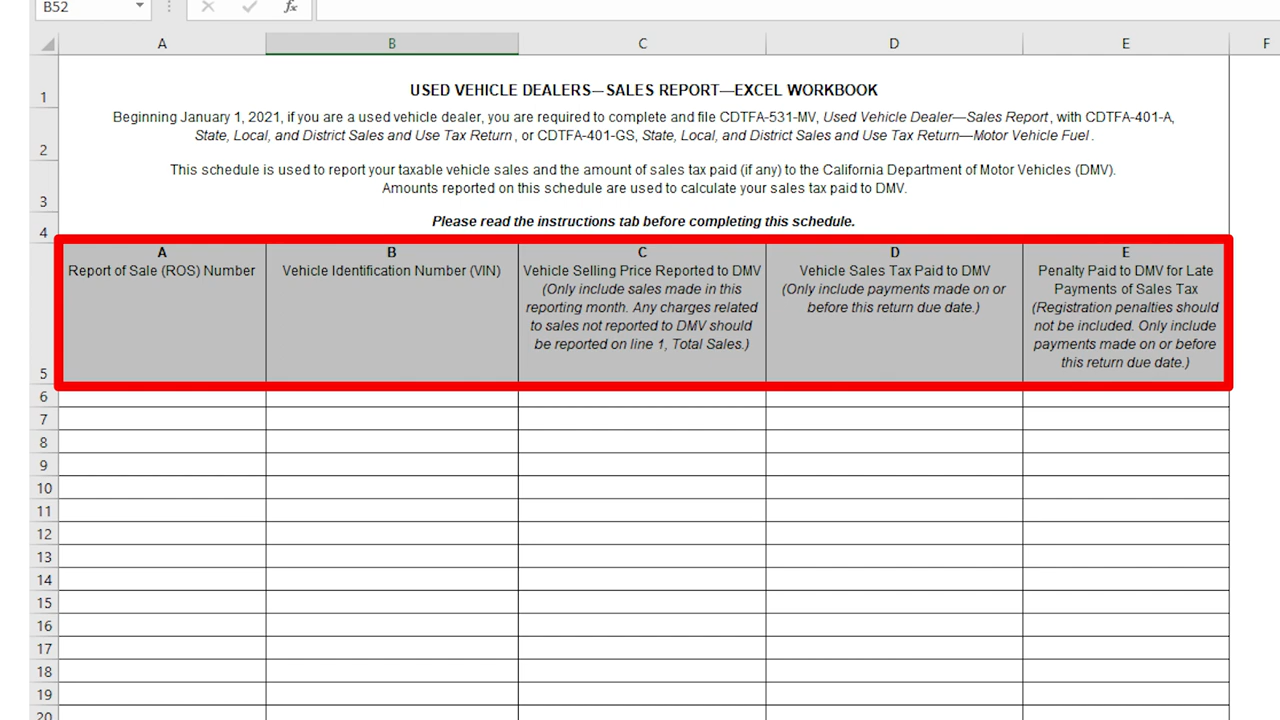 B52
fx
A B C D E F
1
USED VEHICLE DEALERS—SALES REPORT—EXCEL WORKBOOK
2
Beginning January 1, 2021, if you are a used vehicle dealer, you are required to complete and file CDTFA-531-MV, Used Vehicle Dealer—Sales Report, with CDTFA-401-A,
State, Local, and District Sales and Use Tax Return, or CDTFA-401-GS, State, Local, and District Sales and Use Tax Return—Motor Vehicle Fuel.
3
This schedule is used to report your taxable vehicle sales and the amount of sales tax paid (if any) to the California Department of Motor Vehicles (DMV).
Amounts reported on this schedule are used to calculate your sales tax paid to DMV.
4
Please read the instructions tab before completing this schedule.
5
A
Report of Sale (ROS) Number
B
Vehicle Identification Number (VIN)
C
Vehicle Selling Price Reported to DMV
(Only include sales made in this
reporting month. Any charges related
to sales not reported to DMV should
be reported on line 1, Total Sales.)
D
Vehicle Sales Tax Paid to DMV
(Only include payments made on or
before this return due date.)
E
Penalty Paid to DMV for Late
Payments of Sales Tax
(Registration penalties should
not be included. Only include
payments made on or before
this return due date.)
6
7
8
9
10
11
12
13
14
15
16
17
18
19
20